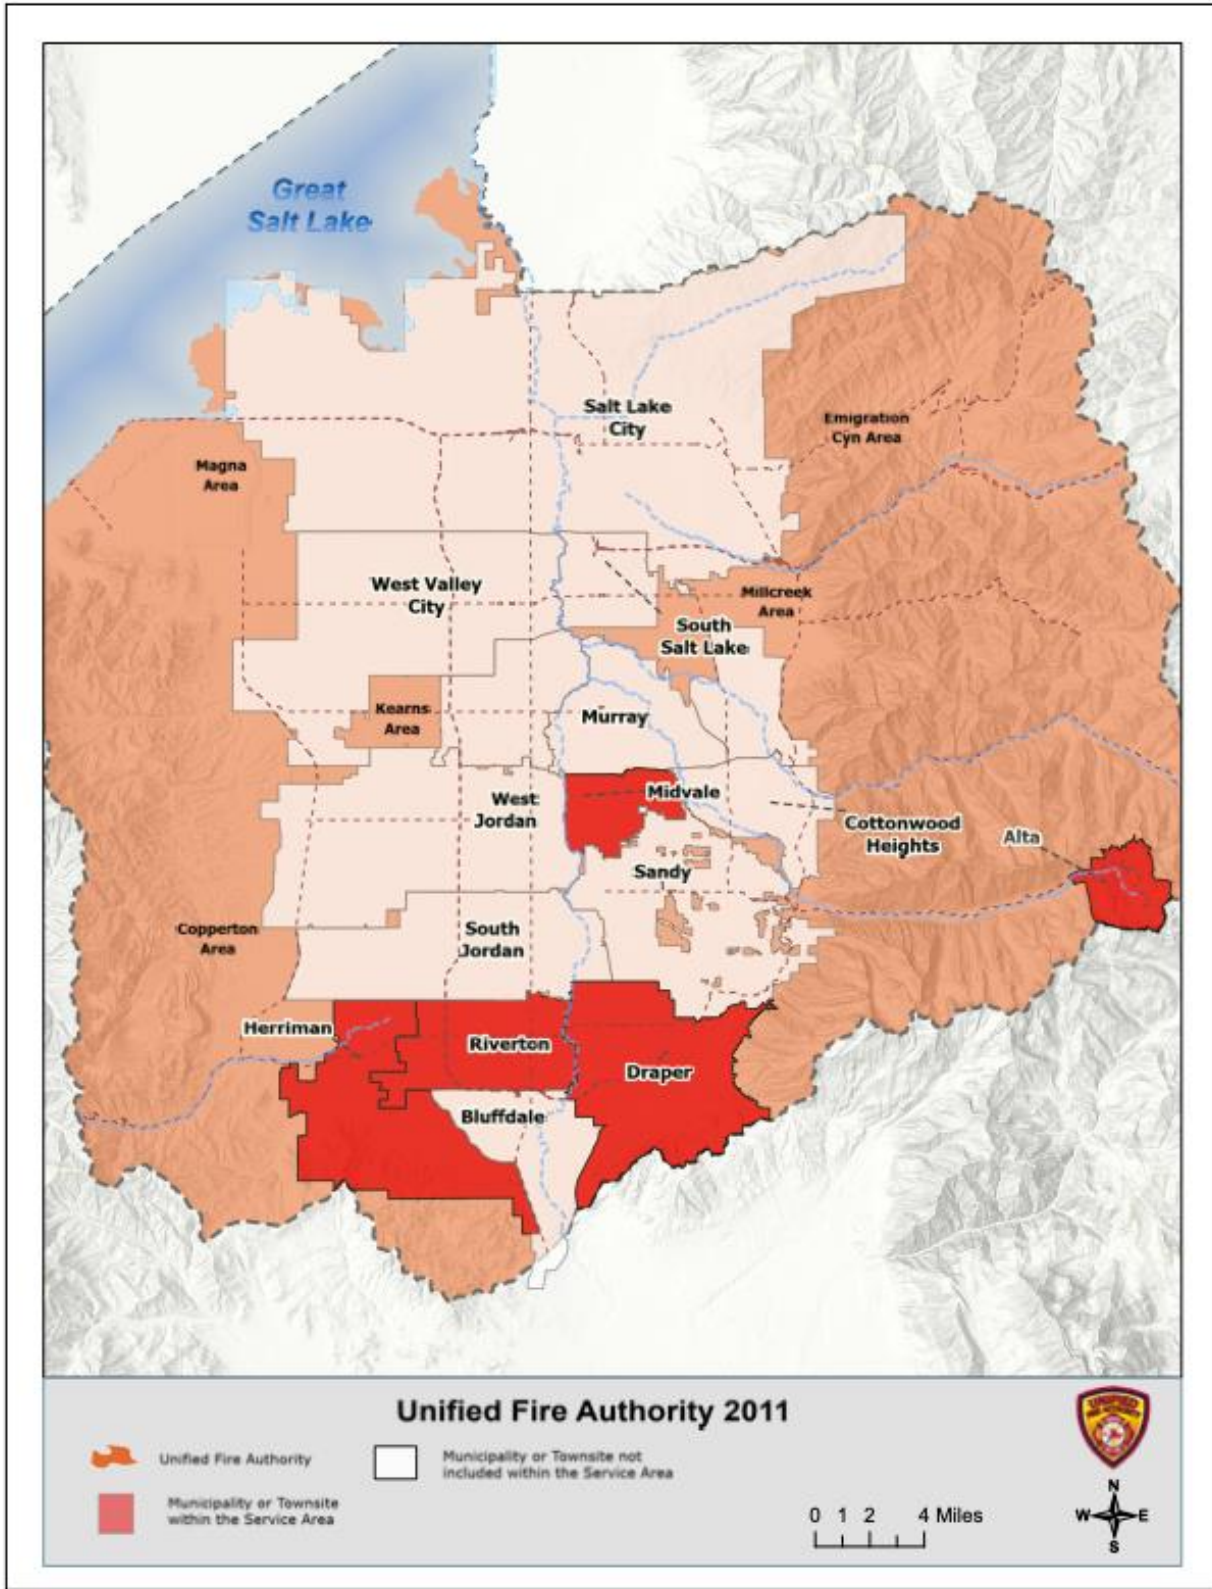 Great
Salt Lake
Salt Lake
City
Emigration
Cyn Area
Magna
Area
West Valley
City
Millcreek
Area
South
Salt Lake
Kearns
Area
Murray
West
Jordan
Midvale
Cottonwood
Heights
Alta
Sandy
Copperton
Area
South
Jordan
Herriman
Riverton
Draper
Bluffdale
Unified Fire Authority 2011
Unified Fire Authority
Municipality or Townsite not
included within the Service Area
Municipality or Townsite
within the Service Area
0 1 2 4 Miles
UNIFIED
FIRE AUTHORITY
N
W E
S